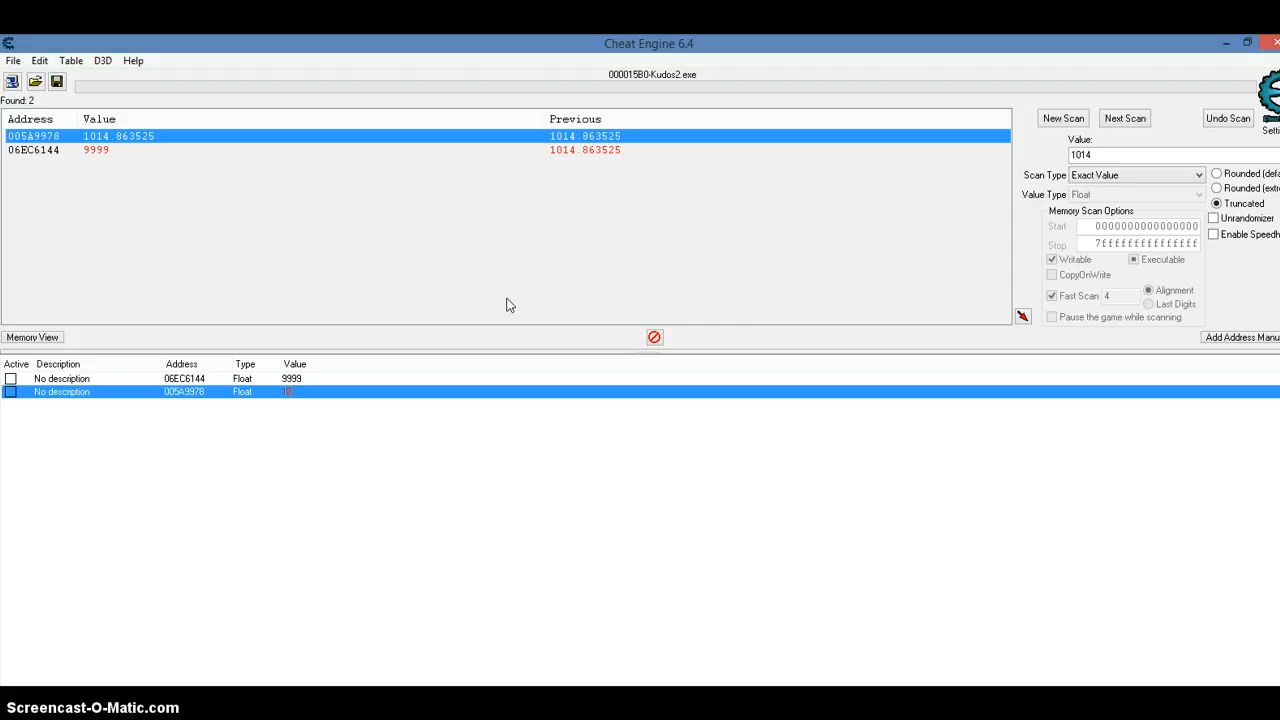 Cheat Engine 6.4
File Edit Table D3D Help
000015B0-Kudos2.exe
Found: 2
Address Value Previous
005A9978 1014.863525 1014.863525
06EC6144 9999 1014.863525
New Scan Next Scan Undo Scan
Value:
1014
Scan Type Exact Value
Value Type Float
Memory Scan Options
Start 0000000000000000
Stop 7fffffffffffffff
Writable Executable
CopyOnWrite
Fast Scan 4 Alignment
Last Digits
Pause the game while scanning
Setti
Rounded (defa
Rounded (extre
Truncated
Unrandomizer
Enable Speedh
Memory View
Add Address Manu
Active Description Address Type Value
No description 06EC6144 Float 9999
No description 005A9978 Float 10
Screencast-O-Matic.com